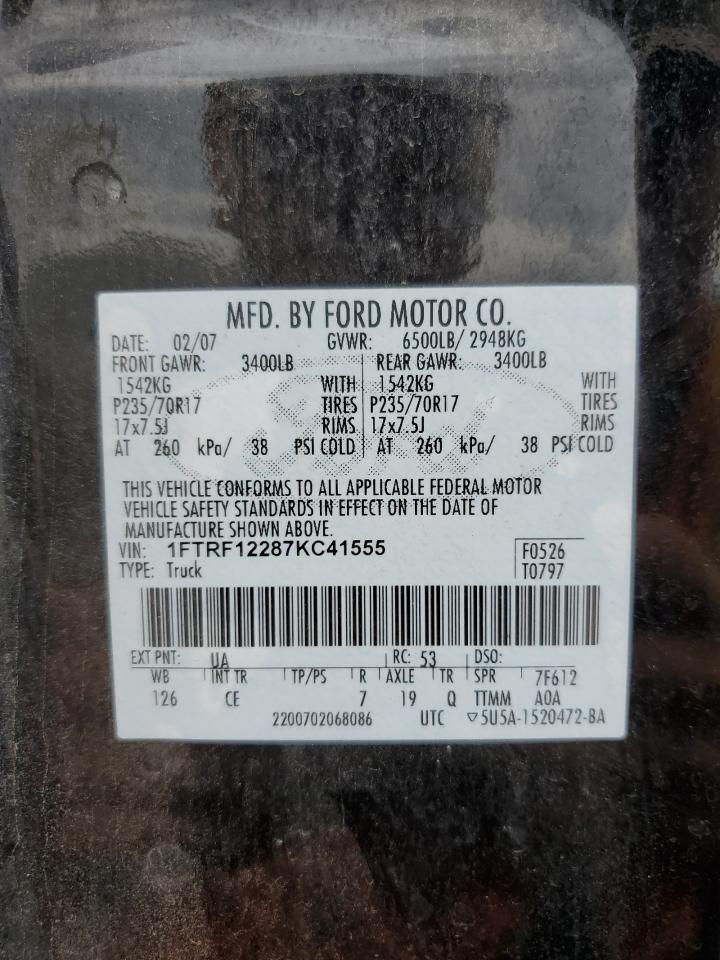 MFD. BY FORD MOTOR CO.
DATE: 02/07 GVWR: 6500LB/ 2948KG
FRONT GAWR: 3400LB REAR GAWR: 3400LB
1542KG WITH 1542KG WITH
P235/70R17 TIRES P235/70R17 TIRES
17x7.5J RIMS 17x7.5J RIMS
AT 260 kPa/ 38 PSI COLD AT 260 kPa/ 38 PSI COLD
THIS VEHICLE CONFORMS TO ALL APPLICABLE FEDERAL MOTOR
VEHICLE SAFETY STANDARDS IN EFFECT ON THE DATE OF
MANUFACTURE SHOWN ABOVE.
VIN: 1FTRF12287KC41555 F0526
TYPE: Truck T0797
EXT PNT: UA RC: 53 DSO:
WB INT TR TP/PS R AXLE TR SPR 7F612
126 CE 7 19 Q TTMM AOA
2200702068086 UTC ▽5U5A-1520472-BA